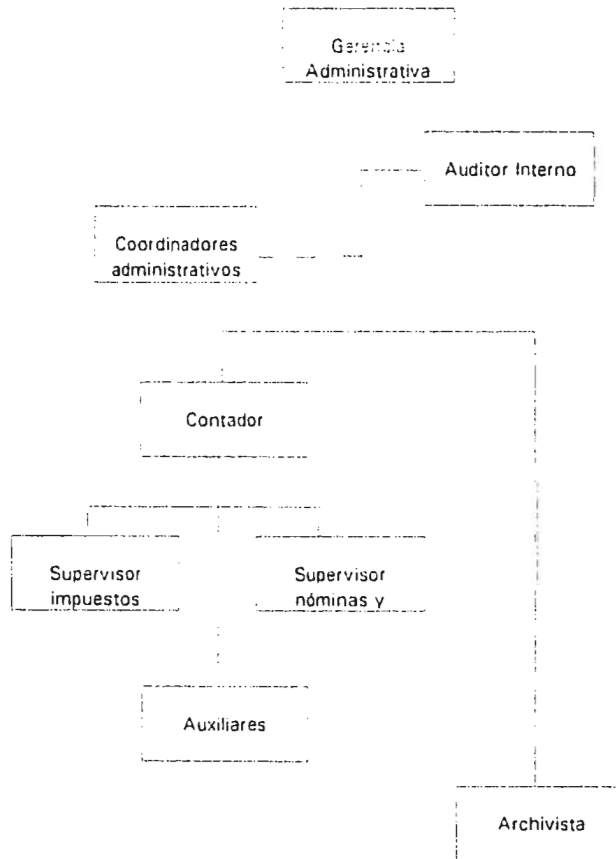 Gerencia
Administrativa
Auditor Interno
Coordinadores
administrativos
Contador
Supervisor
impuestos
Supervisor
nóminas y
Auxiliares
Archivista